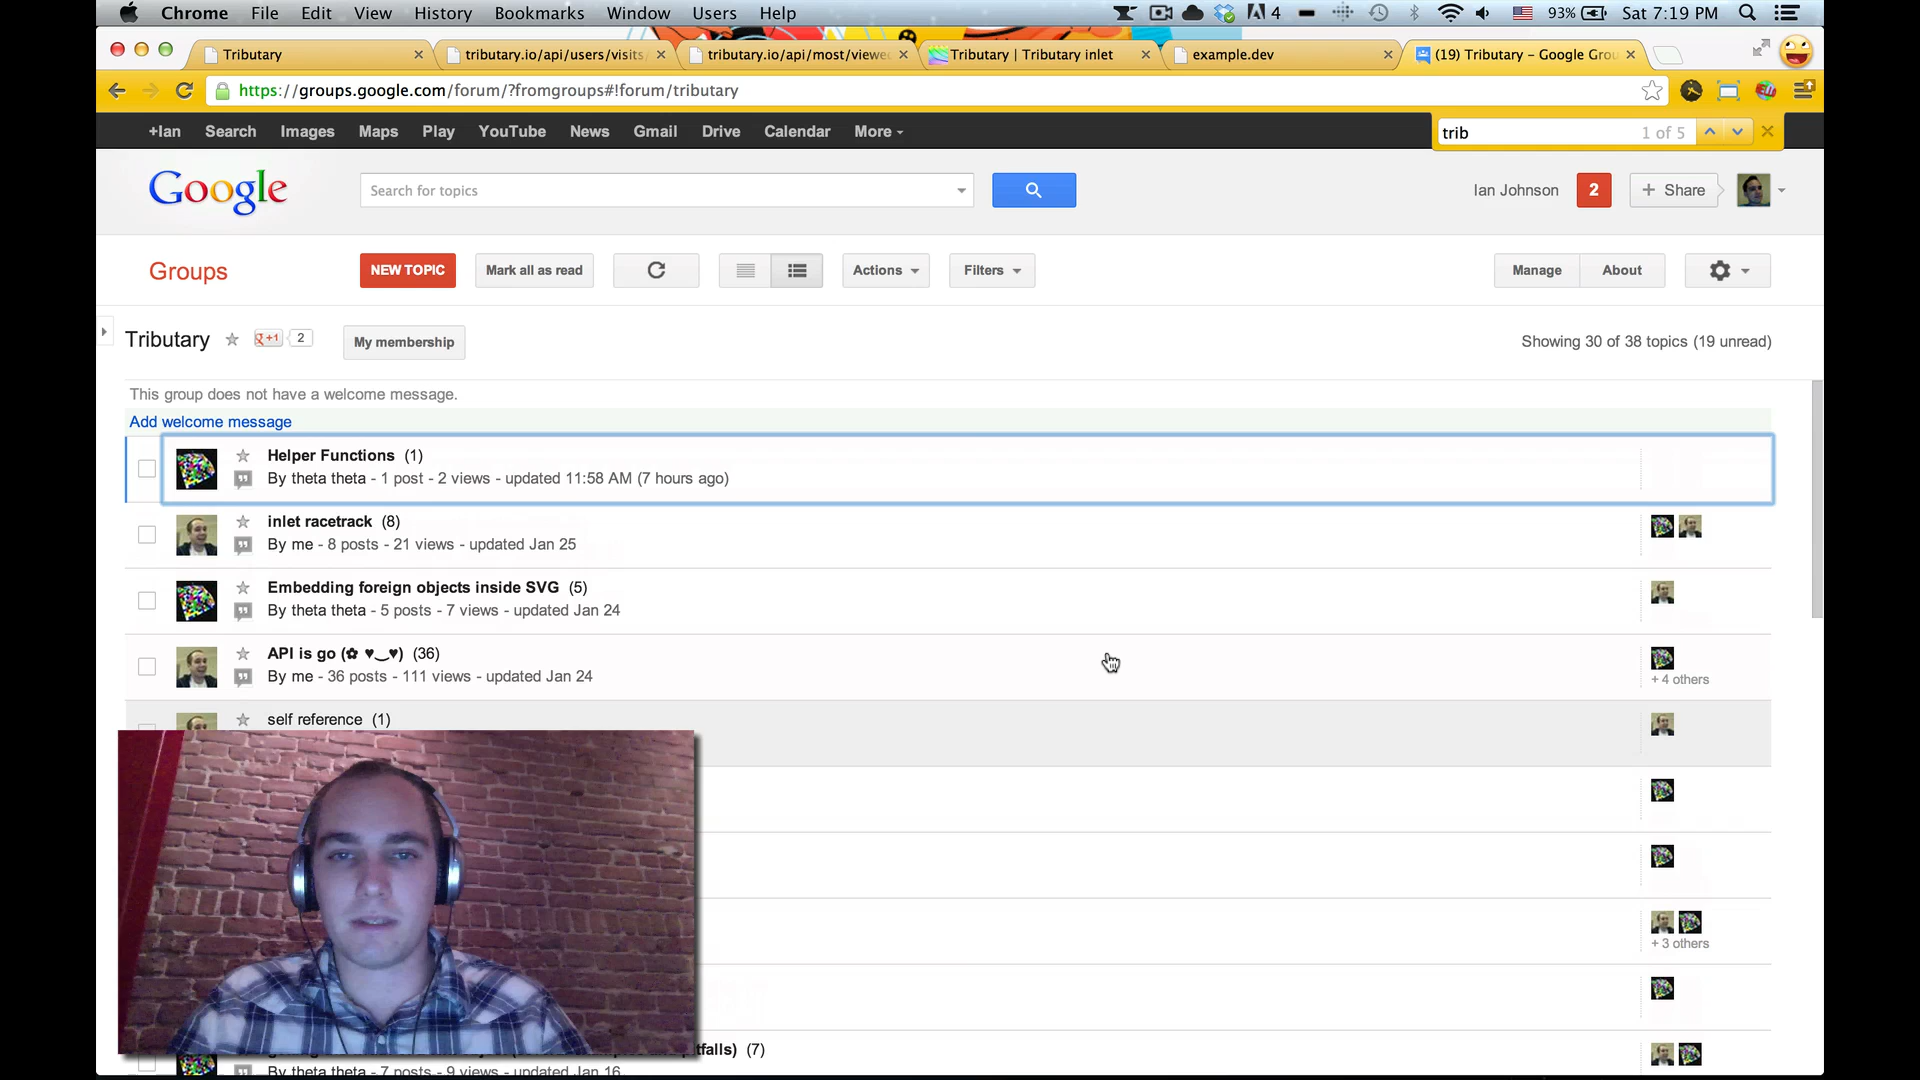 Chrome File Edit View History Bookmarks Window Users Help 4 93% Sat 7:19 PM
Tributary tributary.io/api/users/visits/ tributary.io/api/most/viewed Tributary | Tributary inlet example.dev (19) Tributary – Google Grou
https://groups.google.com/forum/?fromgroups#!forum/tributary
+Ian Search Images Maps Play YouTube News Gmail Drive Calendar More
trib 1 of 5
Google Search for topics Ian Johnson 2 + Share
Groups NEW TOPIC Mark all as read Actions Filters Manage About
Tributary +1 2 My membership Showing 30 of 38 topics (19 unread)
This group does not have a welcome message.
Add welcome message
Helper Functions (1)
By theta theta - 1 post - 2 views - updated 11:58 AM (7 hours ago)
inlet racetrack (8)
By me - 8 posts - 21 views - updated Jan 25
Embedding foreign objects inside SVG (5)
By theta theta - 5 posts - 7 views - updated Jan 24
API is go (✿ ♥‿♥) (36)
By me - 36 posts - 111 views - updated Jan 24
+ 4 others
self reference (1)
+ 3 others
tfalls) (7)
By theta theta - 7 posts - 9 views - updated Jan 16